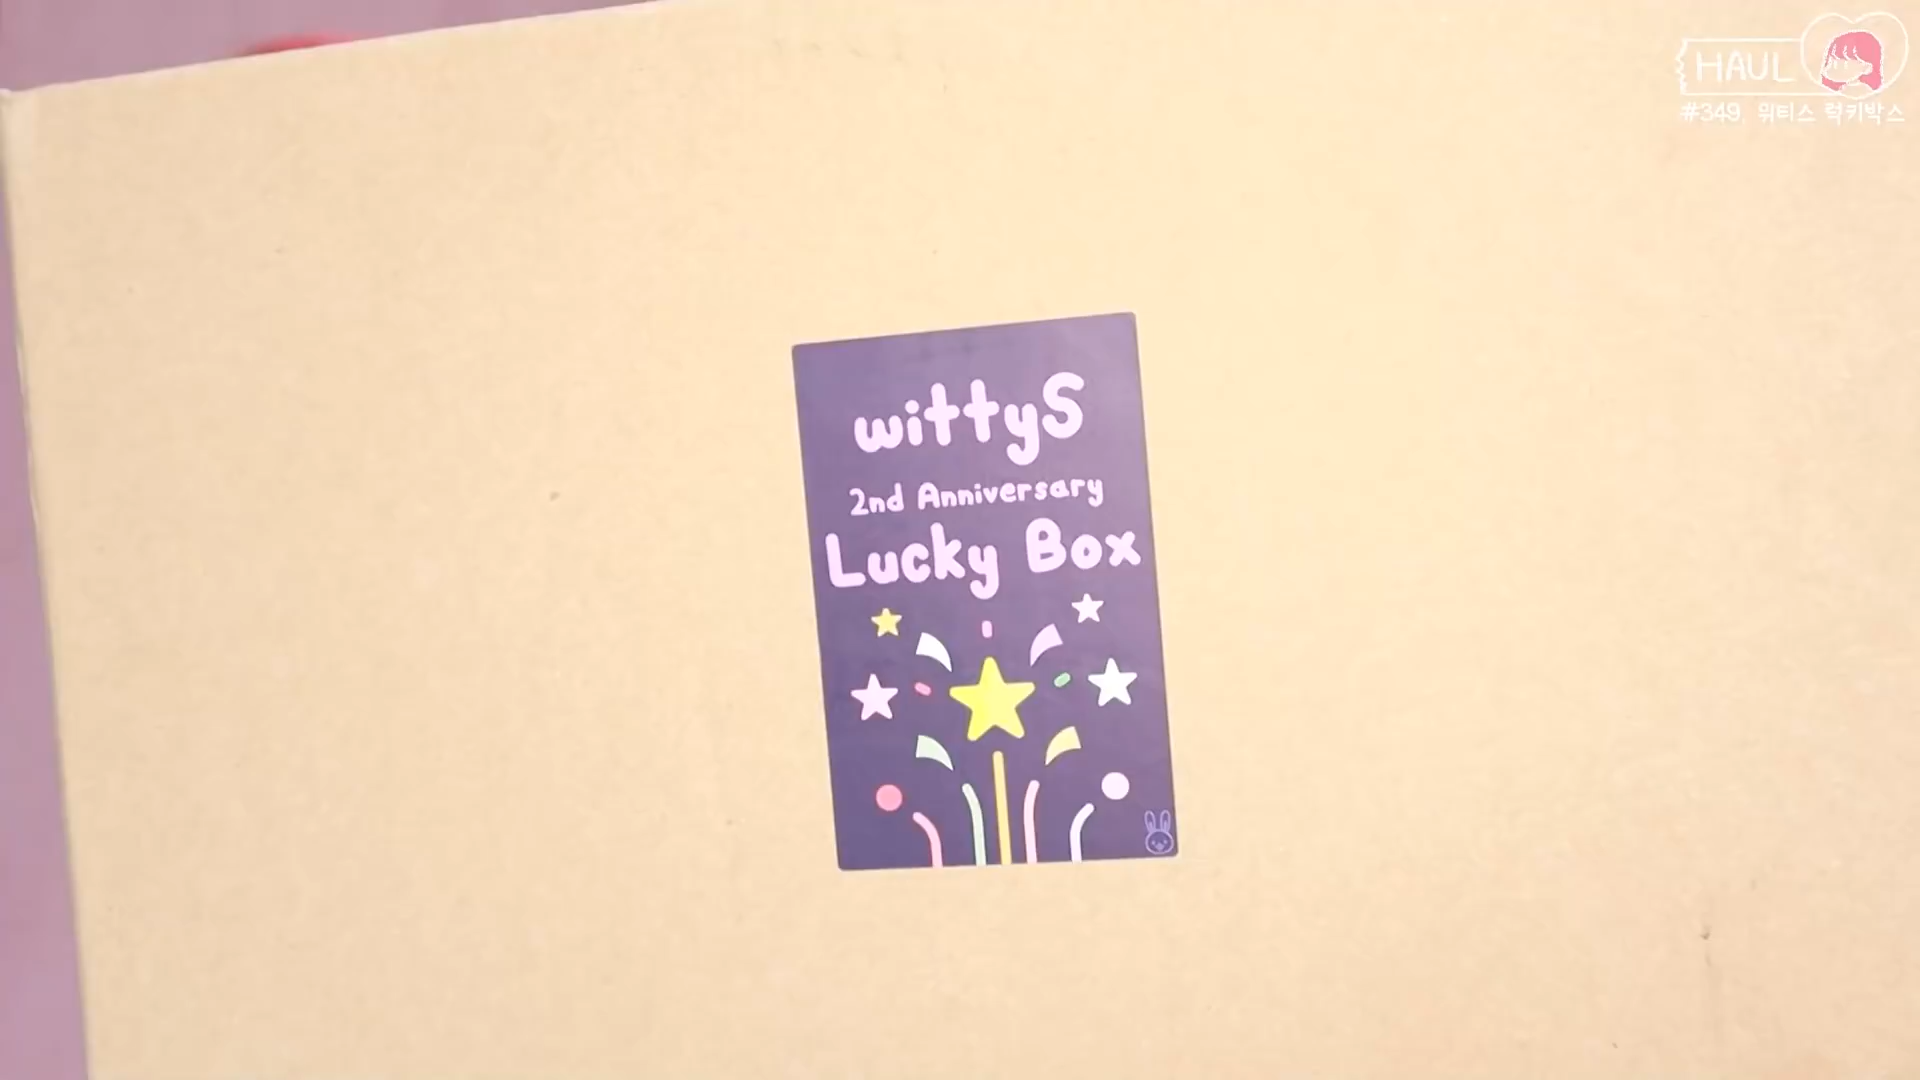 HAUL
#349. 위티스 럭키박스
wittyS
2nd Anniversary
Lucky Box